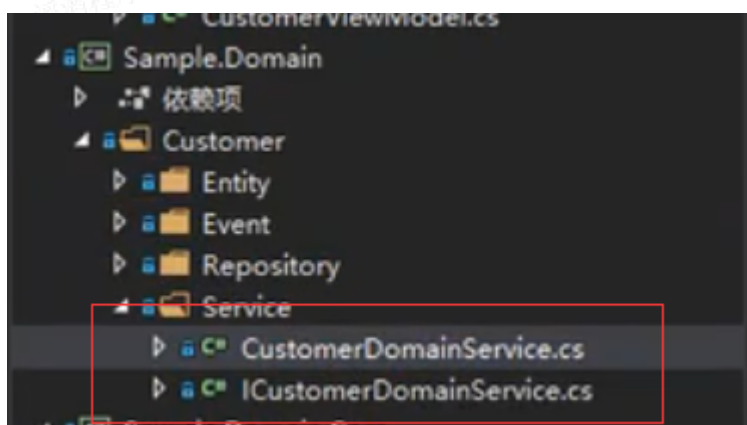 CustomerViewModel.cs
Sample.Domain
依赖项
Customer
Entity
Event
Repository
Service
C# CustomerDomainService.cs
C# ICustomerDomainService.cs